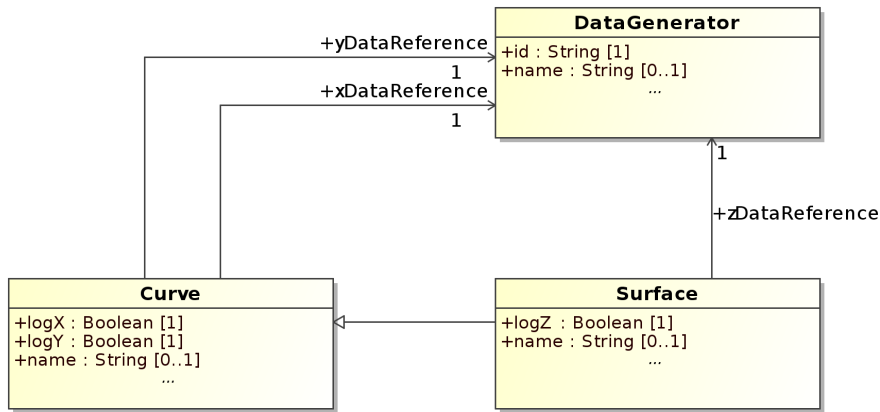 DataGenerator
+id : String [1]
+name : String [0..1]
...
+yDataReference
1
+xDataReference
1
1
+zDataReference
Curve
+logX : Boolean [1]
+logY : Boolean [1]
+name : String [0..1]
...
Surface
+logZ : Boolean [1]
+name : String [0..1]
...